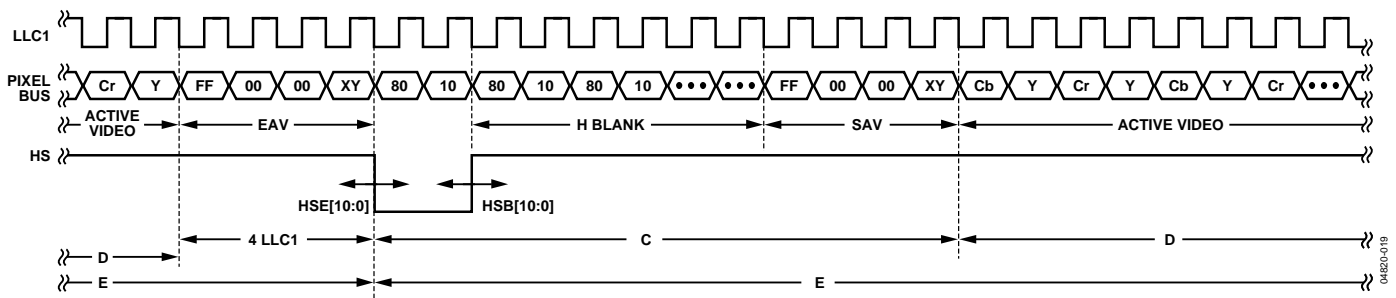 LLC1
PIXEL BUS Cr Y FF 00 00 XY 80 10 80 10 80 10 ••• ••• FF 00 00 XY Cb Y Cr Y Cb Y Cr •••
ACTIVE VIDEO EAV H BLANK SAV ACTIVE VIDEO
HS
HSE[10:0] HSB[10:0]
4 LLC1 C D
D
E E
04820-019